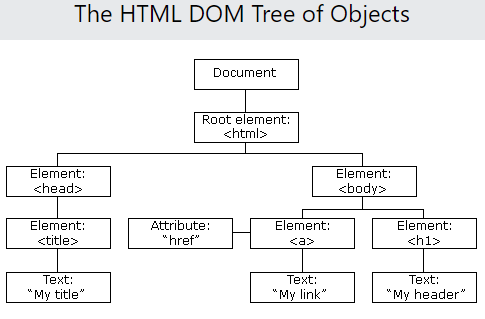 The HTML DOM Tree of Objects
Document
Root element:
<html>
Element:
<head>
Element:
<body>
Element:
<title>
Attribute:
“href”
Element:
<a>
Element:
<h1>
Text:
“My title”
Text:
“My link”
Text:
“My header”